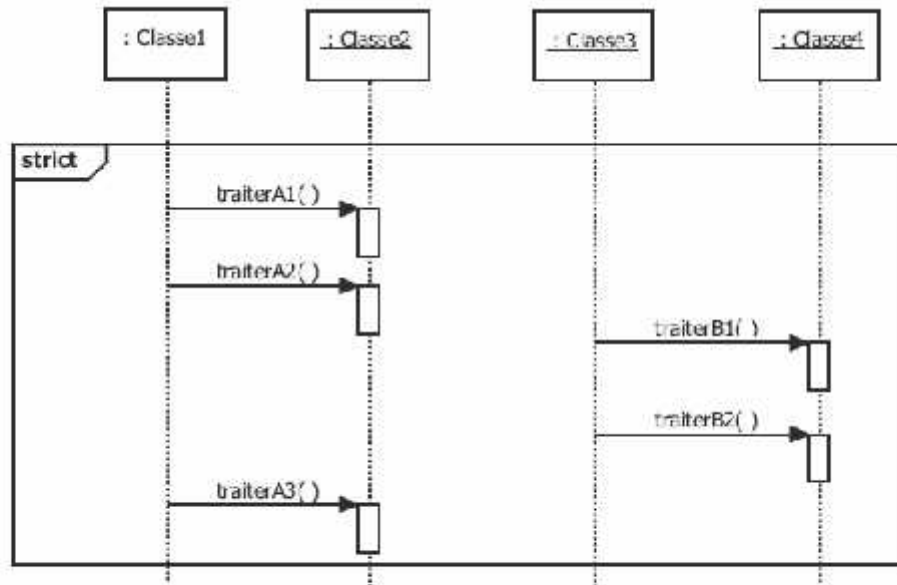 : Classe1
: Classe2
: Classe3
: Classe4
strict
traiterA1( )
traiterA2( )
traiterB1( )
traiterB2( )
traiterA3( )